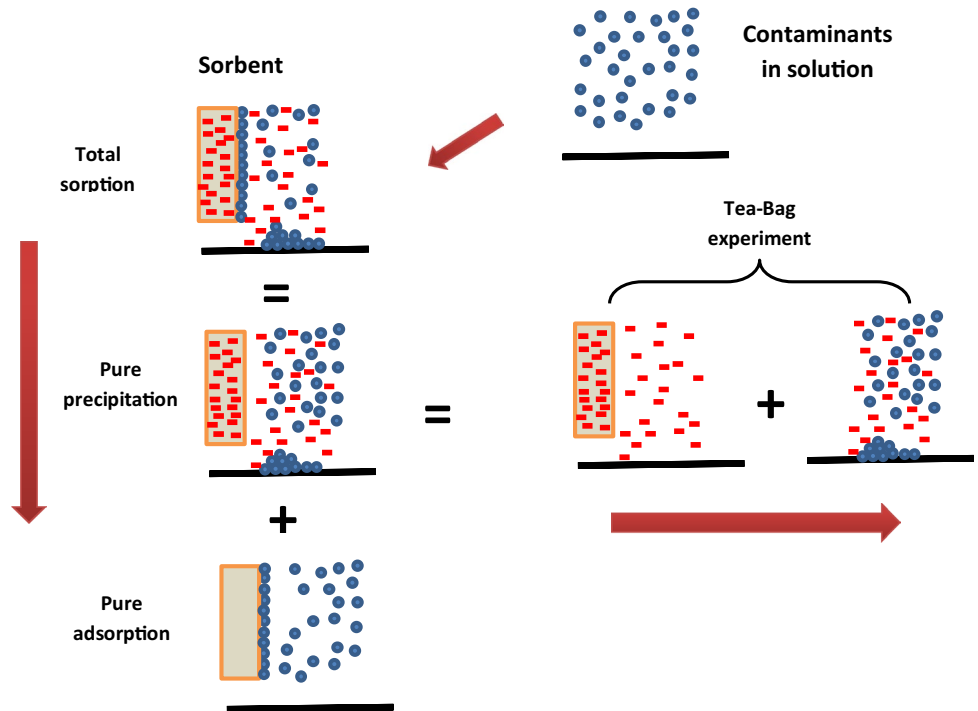 Contaminants
in solution
Sorbent
Total
sorption
Tea-Bag
experiment
=
Pure
precipitation
=
+
+
Pure
adsorption